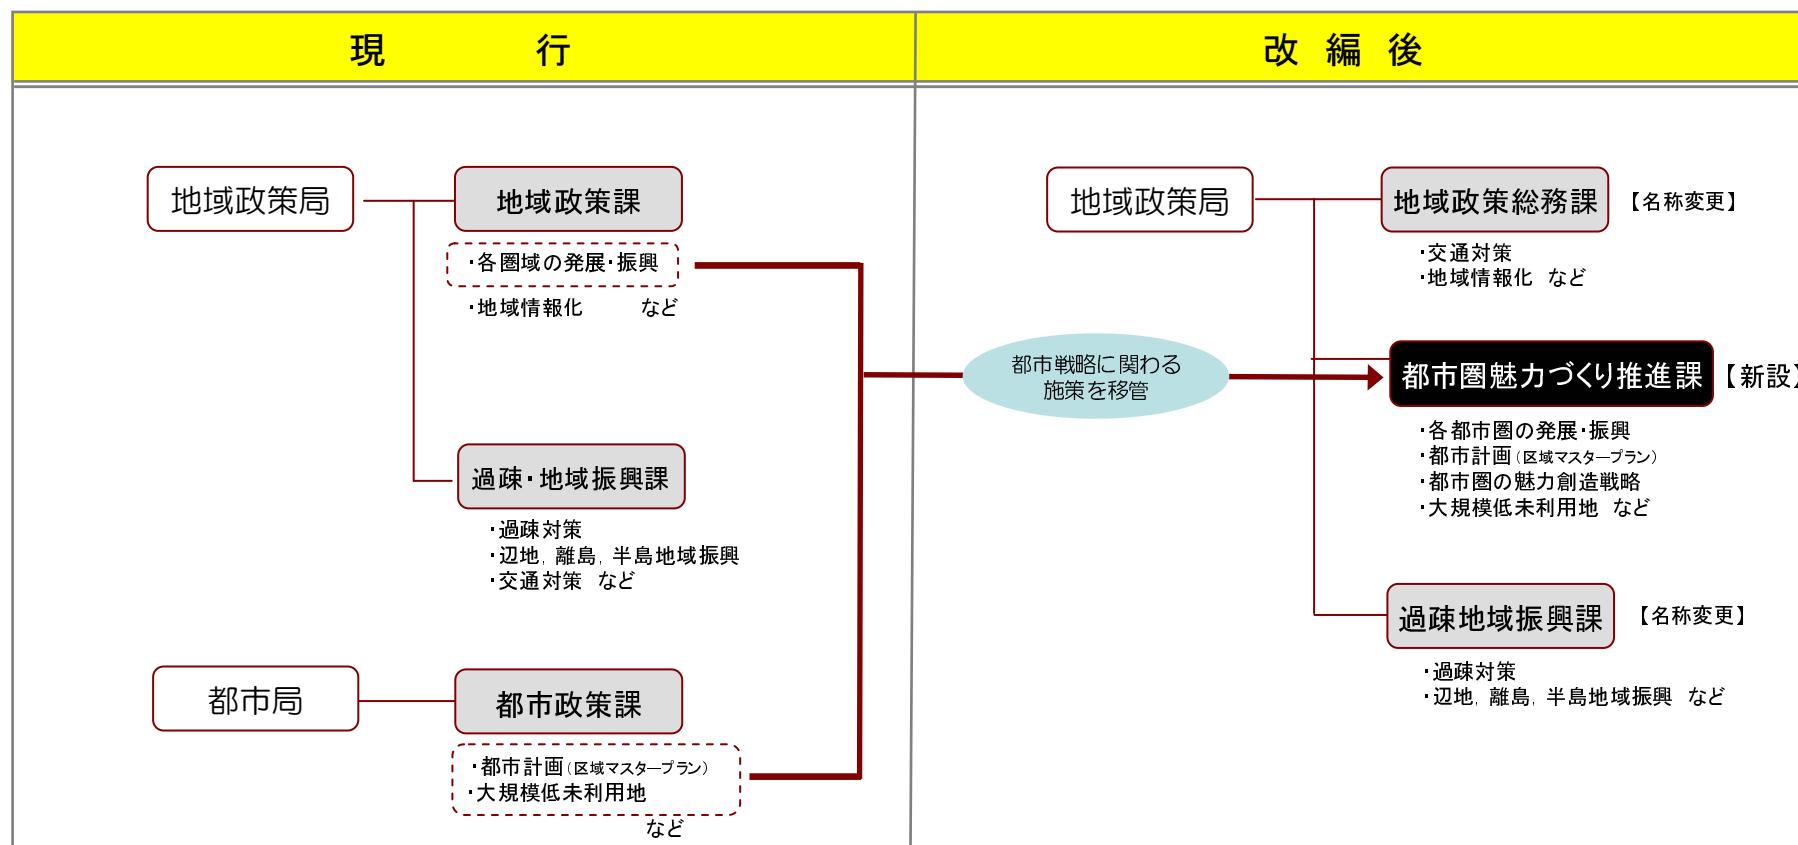 現　行
改編後
地域政策局
地域政策課
・各圏域の発展・振興
・地域情報化　など
過疎・地域振興課
・過疎対策
・辺地，離島，半島地域振興
・交通対策　など
都市局
都市政策課
・都市計画（区域マスタープラン）
・大規模低未利用地
など
都市戦略に関わる
施策を移管
地域政策局
地域政策総務課　【名称変更】
・交通対策
・地域情報化　など
都市圏魅力づくり推進課　【新設】
・各都市圏の発展・振興
・都市計画（区域マスタープラン）
・都市圏の魅力創造戦略
・大規模低未利用地　など
過疎地域振興課　【名称変更】
・過疎対策
・辺地，離島，半島地域振興　など